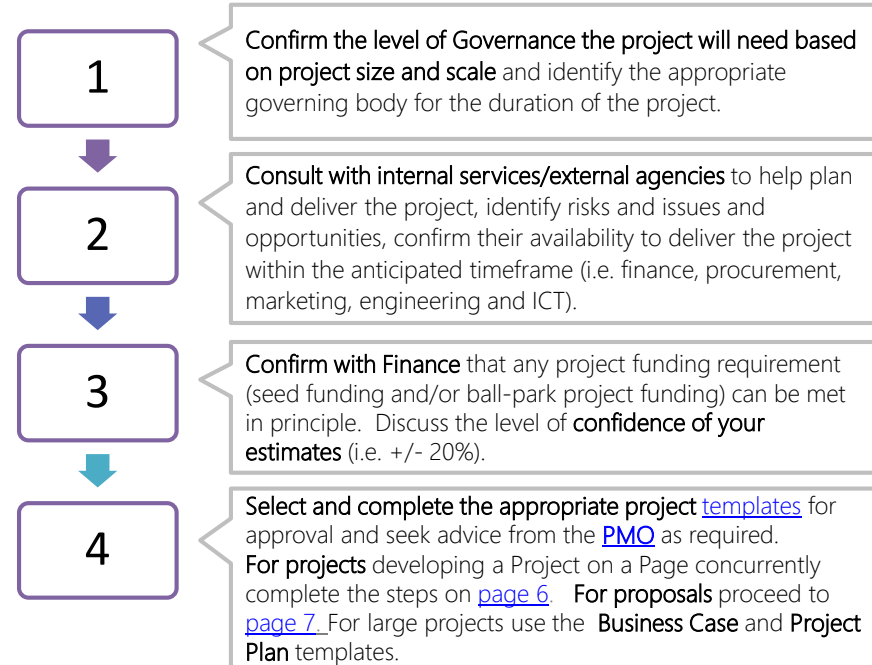 1
Confirm the level of Governance the project will need based
on project size and scale and identify the appropriate
governing body for the duration of the project.
2
Consult with internal services/external agencies to help plan
and deliver the project, identify risks and issues and
opportunities, confirm their availability to deliver the project
within the anticipated timeframe (i.e. finance, procurement,
marketing, engineering and ICT).
3
Confirm with Finance that any project funding requirement
(seed funding and/or ball-park project funding) can be met
in principle.  Discuss the level of confidence of your
estimates (i.e. +/- 20%).
4
Select and complete the appropriate project templates for
approval and seek advice from the PMO as required.
For projects developing a Project on a Page concurrently
complete the steps on page 6.   For proposals proceed to
page 7. For large projects use the  Business Case and Project
Plan templates.